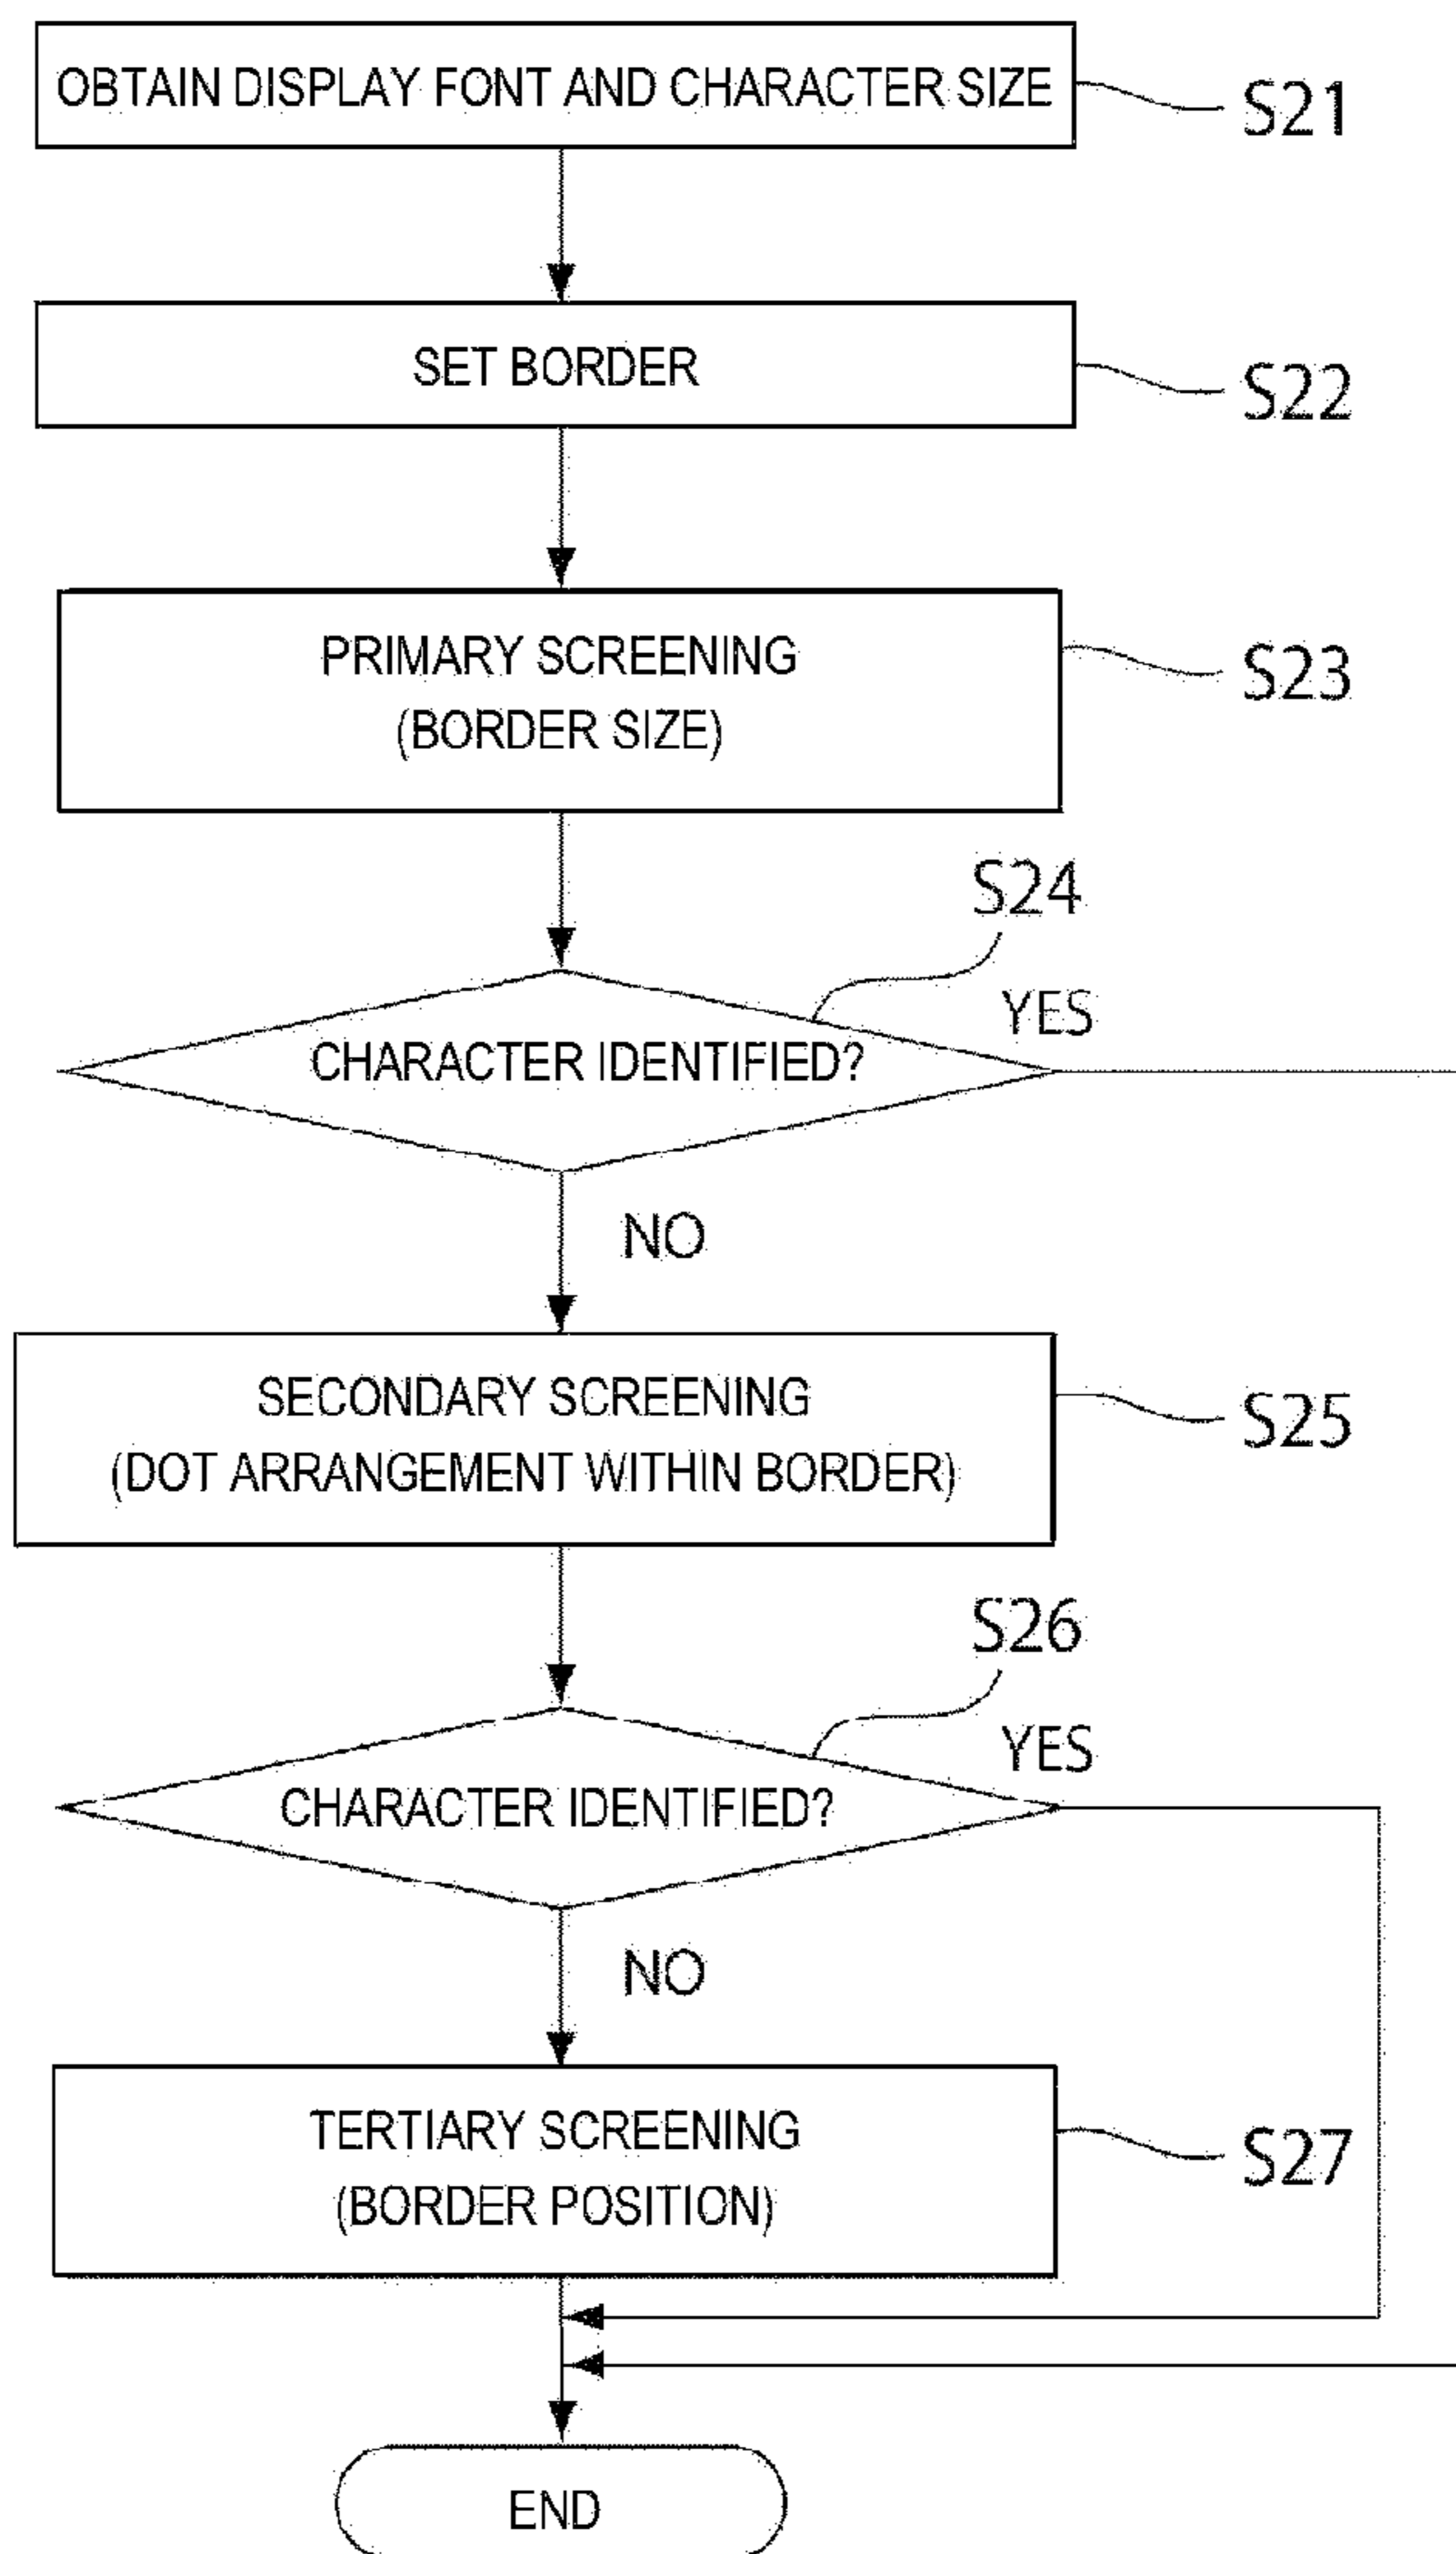 OBTAIN DISPLAY FONT AND CHARACTER SIZE
S21
SET BORDER
S22
PRIMARY SCREENING
(BORDER SIZE)
S23
S24
YES
CHARACTER IDENTIFIED?
NO
SECONDARY SCREENING
(DOT ARRANGEMENT WITHIN BORDER)
S25
S26
YES
CHARACTER IDENTIFIED?
NO
TERTIARY SCREENING
(BORDER POSITION)
S27
END